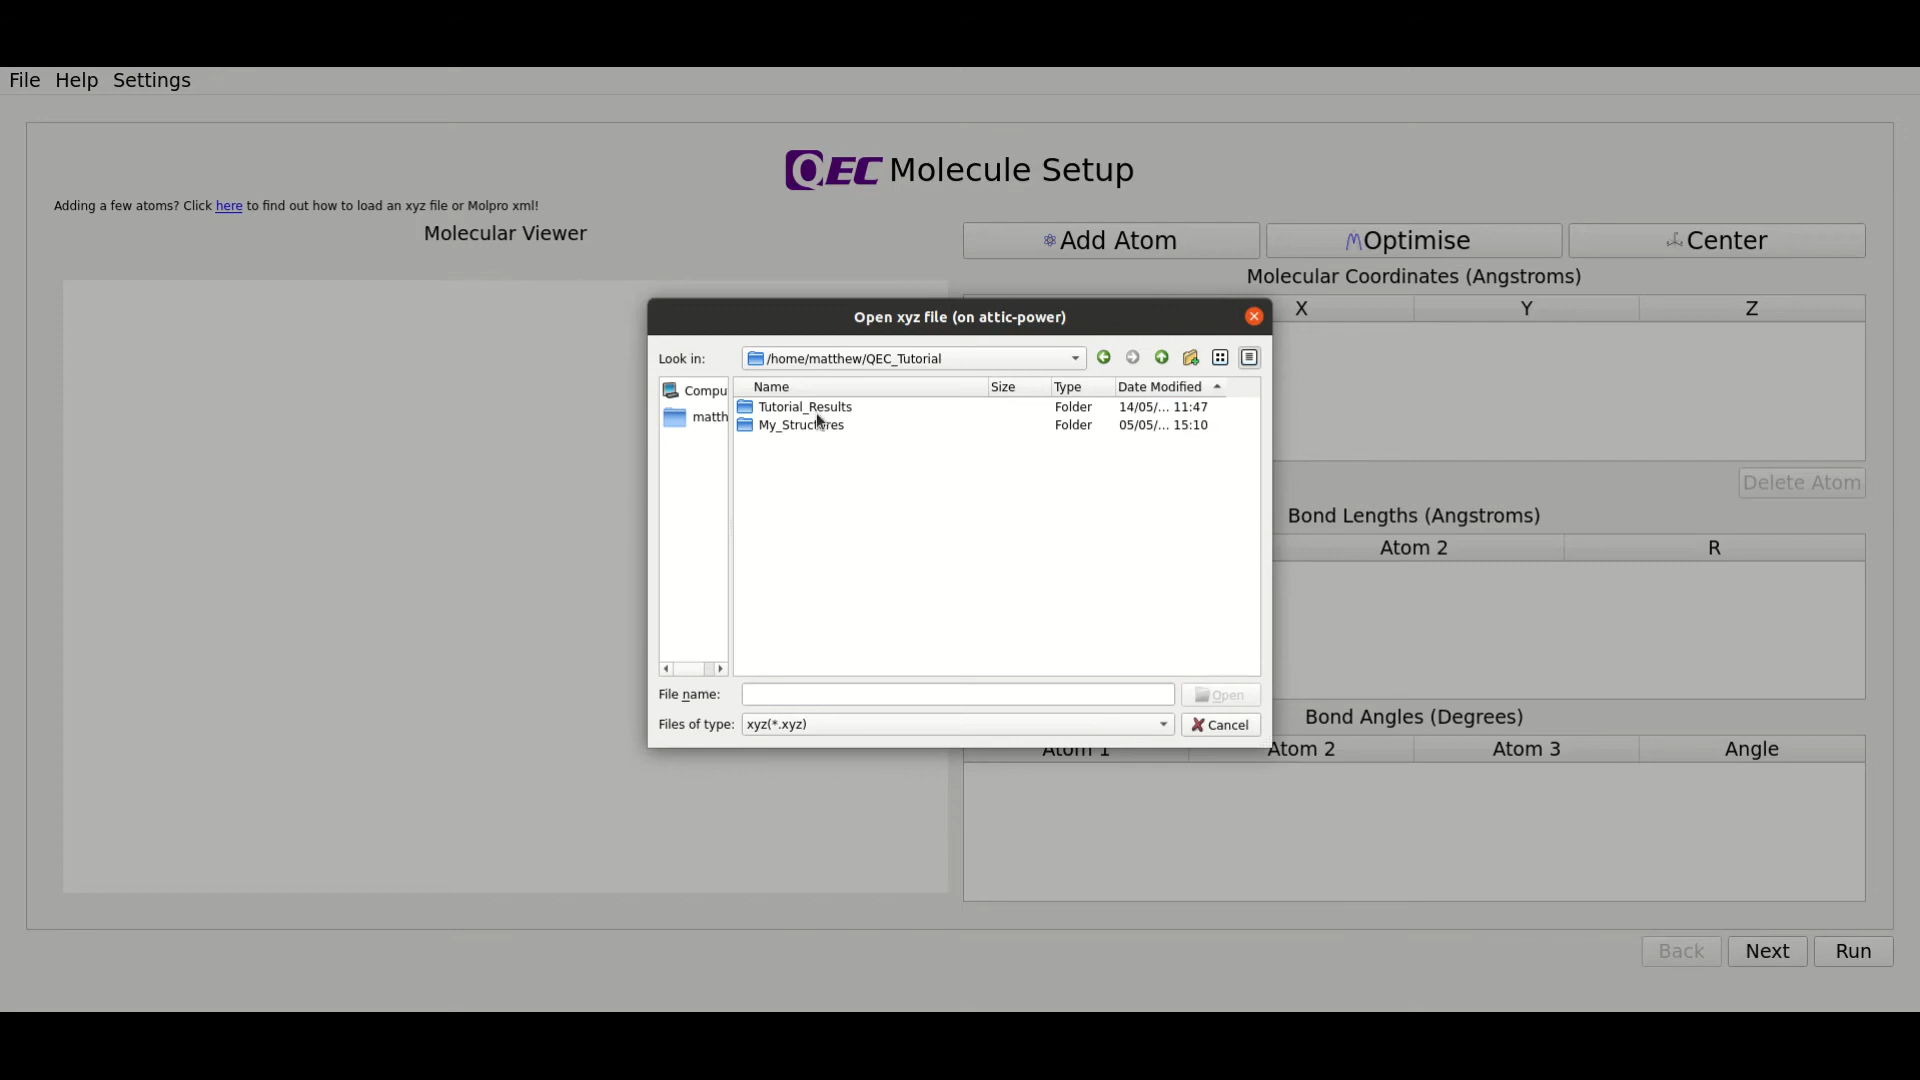 File Help Settings
QEC Molecule Setup
Adding a few atoms? Click here to find out how to load an xyz file or Molpro xml!
Molecular Viewer
Add Atom
Optimise
Center
Molecular Coordinates (Angstroms)
X Y Z
Open xyz file (on attic-power)
Look in: /home/matthew/QEC_Tutorial
Compu
matth
Name Size Type Date Modified
Tutorial_Results Folder 14/05/... 11:47
My_Structures Folder 05/05/... 15:10
File name: Open
Files of type: xyz(*.xyz) Cancel
Delete Atom
Bond Lengths (Angstroms)
Atom 2 R
Bond Angles (Degrees)
Atom 1 Atom 2 Atom 3 Angle
Back Next Run